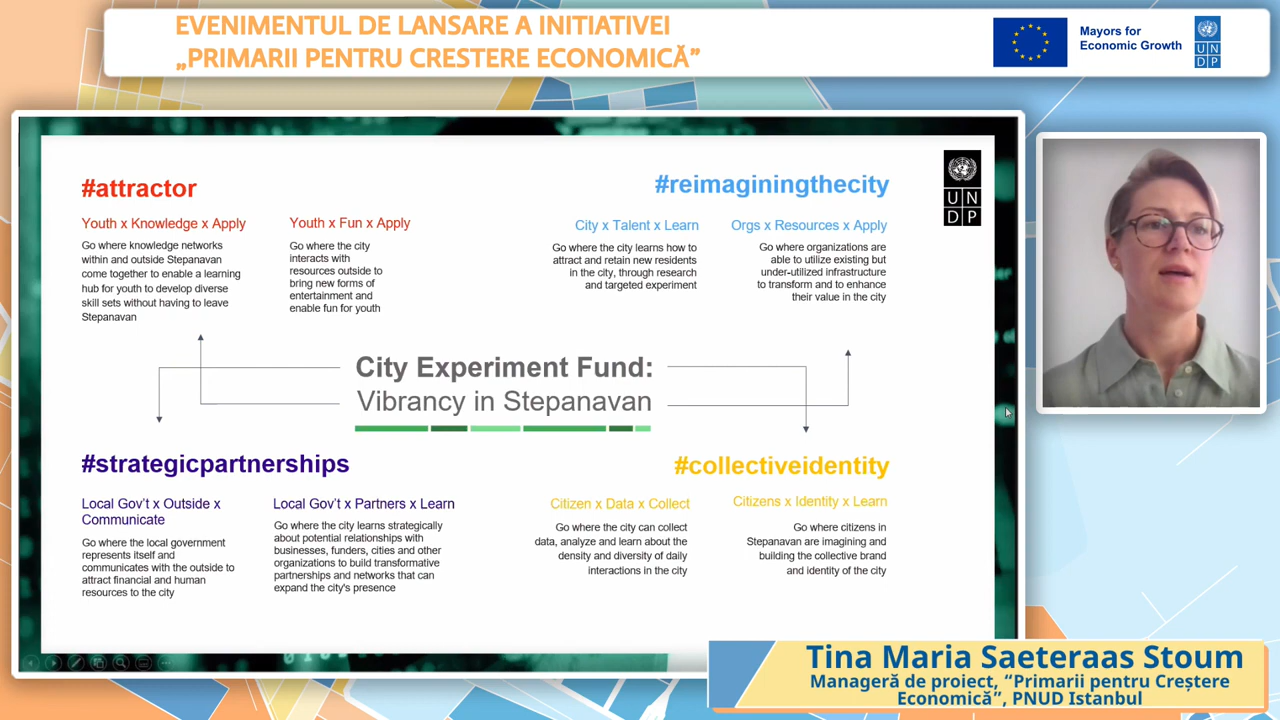 EVENIMENTUL DE LANSARE A INITIATIVEI
„PRIMARII PENTRU CRESTERE ECONOMICĂ”
Mayors for
Economic Growth
U N
D P
#attractor
Youth x Knowledge x Apply
Go where knowledge networks
within and outside Stepanavan
come together to enable a learning
hub for youth to develop diverse
skill sets without having to leave
Stepanavan
Youth x Fun x Apply
Go where the city
interacts with
resources outside to
bring new forms of
entertainment and
enable fun for youth
#reimaginingthecity
City x Talent x Learn
Go where the city learns how to
attract and retain new residents
in the city, through research
and targeted experiment
Orgs x Resources x Apply
Go where organizations are
able to utilize existing but
under-utilized infrastructure
to transform and to enhance
their value in the city
U N
D P
City Experiment Fund:
Vibrancy in Stepanavan
#strategicpartnerships
Local Gov’t x Outside x
Communicate
Go where the local government
represents itself and
communicates with the outside to
attract financial and human
resources to the city
Local Gov’t x Partners x Learn
Go where the city learns strategically
about potential relationships with
businesses, funders, cities and other
organizations to build transformative
partnerships and networks that can
expand the city's presence
#collectiveidentity
Citizen x Data x Collect
Go where the city can collect
data, analyze and learn about the
density and diversity of daily
interactions in the city
Citizens x Identity x Learn
Go where citizens in
Stepanavan are imagining and
building the collective brand
and identity of the city
Tina Maria Saeteraas Stoum
Manageră de proiect, “Primarii pentru Creștere
Economică”, PNUD Istanbul